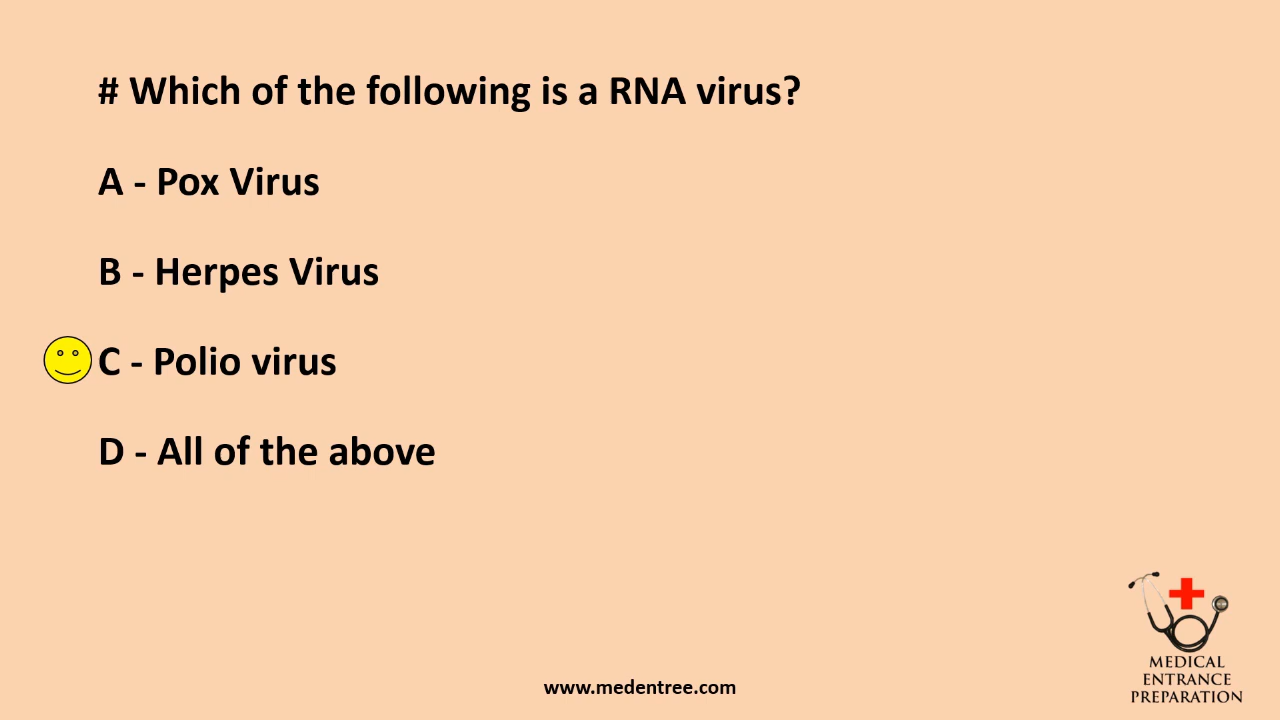 # Which of the following is a RNA virus?
A - Pox Virus
B - Herpes Virus
C - Polio virus
D - All of the above
MEDICAL
ENTRANCE
PREPARATION
www.medentree.com